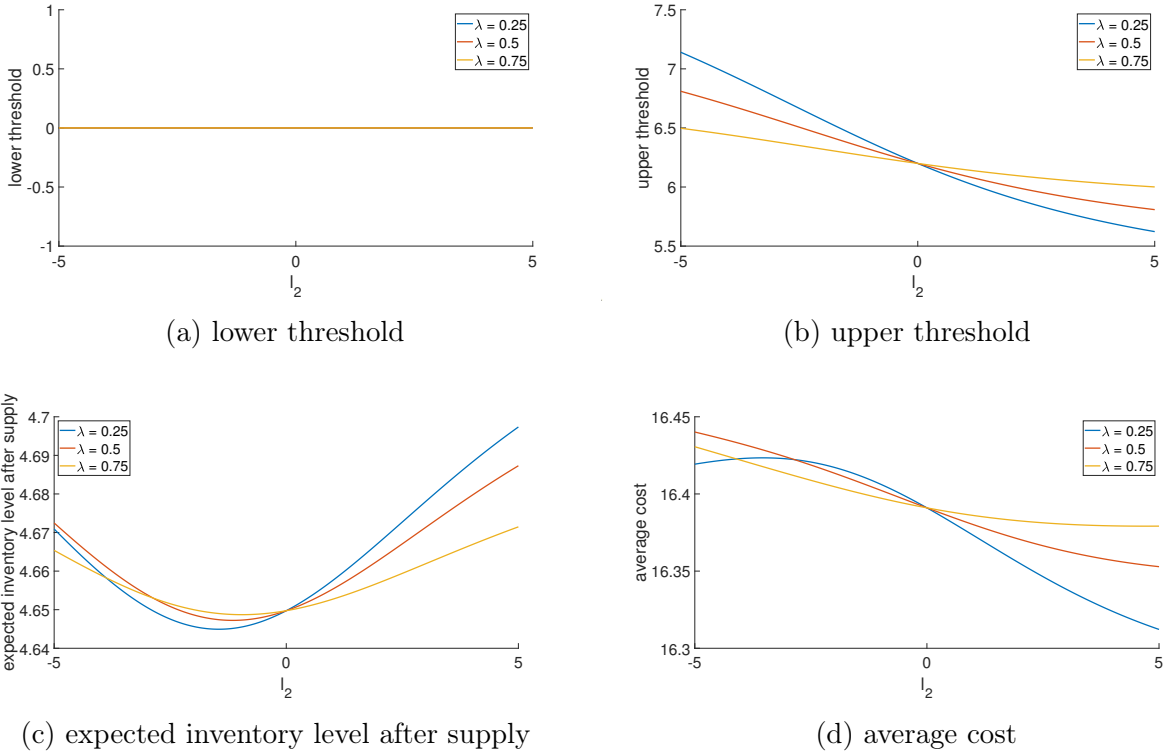 1
0.5
0
-0.5
-1
-5
0
5
lower threshold
l2
λ = 0.25
λ = 0.5
λ = 0.75
(a) lower threshold
7.5
7
6.5
6
5.5
-5
0
5
upper threshold
l2
λ = 0.25
λ = 0.5
λ = 0.75
(b) upper threshold
4.7
4.69
4.68
4.67
4.66
4.65
4.64
-5
0
5
expected inventory level after supply
l2
λ = 0.25
λ = 0.5
λ = 0.75
(c) expected inventory level after supply
16.45
16.4
16.35
16.3
-5
0
5
average cost
l2
λ = 0.25
λ = 0.5
λ = 0.75
(d) average cost